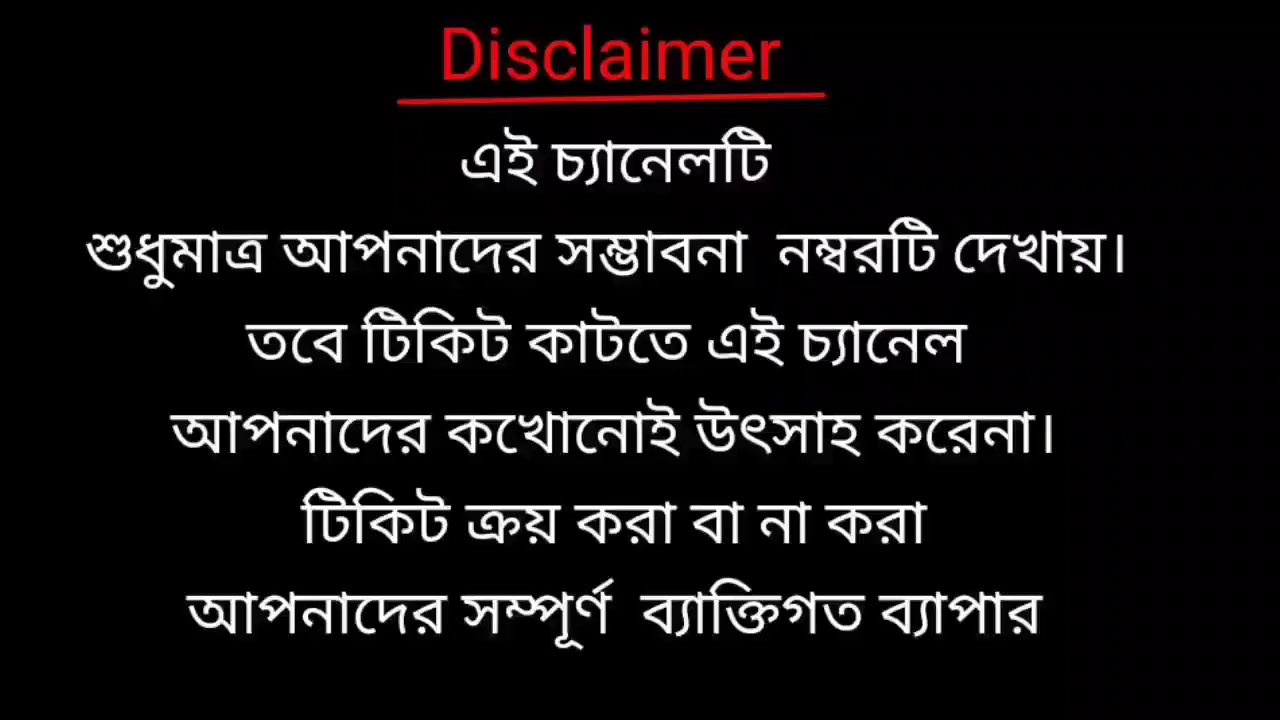 Disclaimer
এই চ্যানেলটি
শুধুমাত্র আপনাদের সম্ভাবনা নম্বরটি দেখায়।
তবে টিকিট কাটতে এই চ্যানেল
আপনাদের কখোনোই উৎসাহ করেনা।
টিকিট ক্রয় করা বা না করা
আপনাদের সম্পূর্ণ ব্যাক্তিগত ব্যাপার